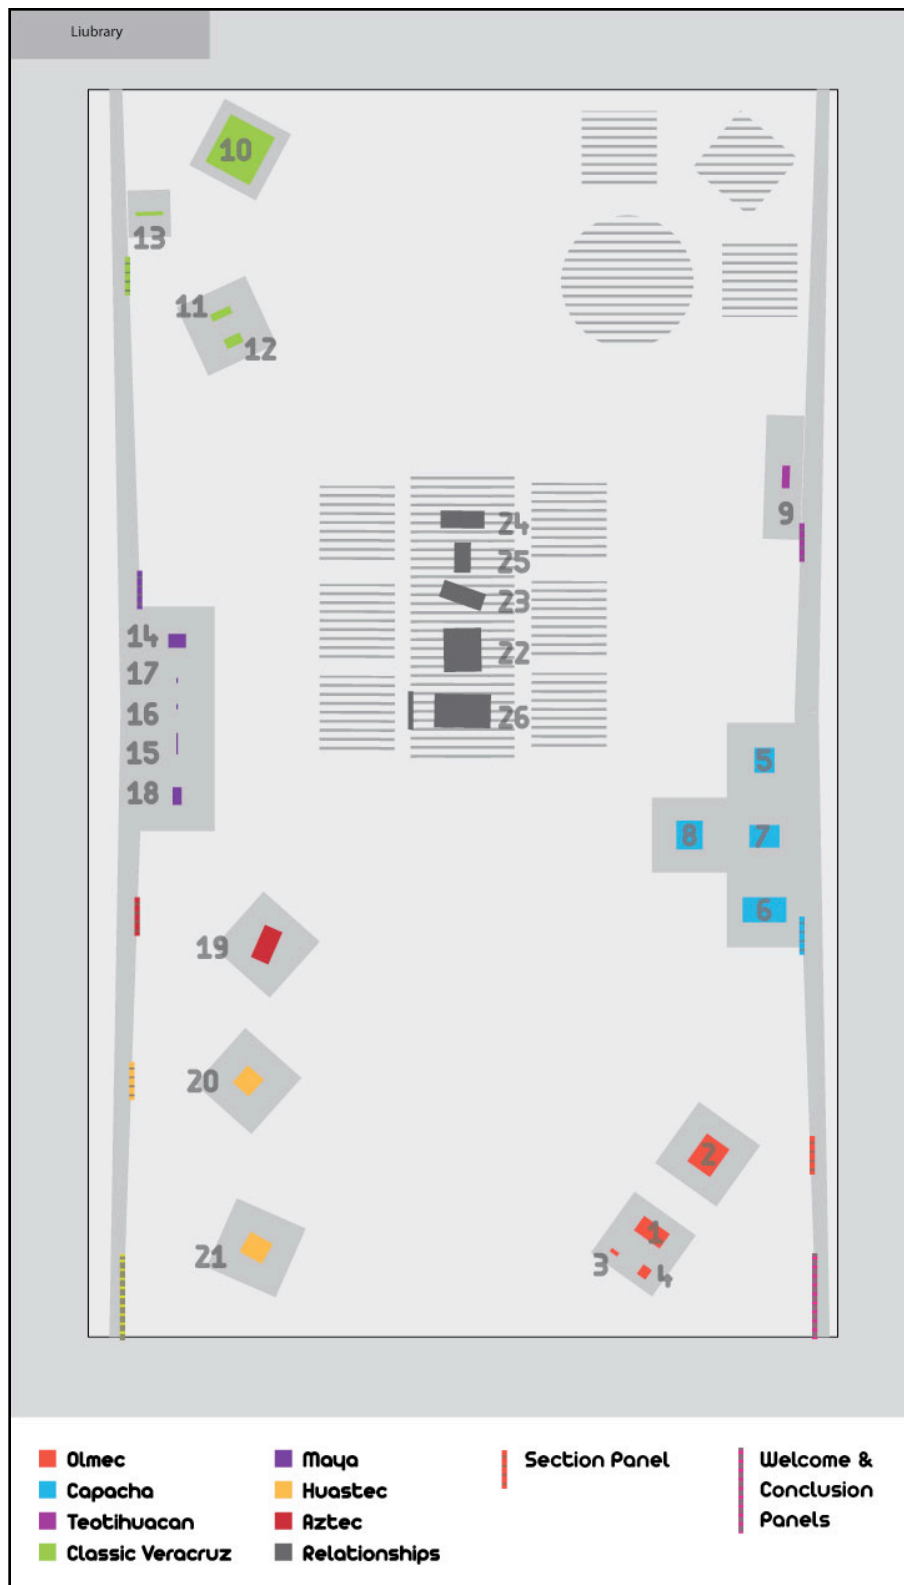 Liubrary
10
13
11
12
9
24
25
23
22
26
14
17
16
15
18
5
8
7
6
19
20
2
1
3
4
21
Olmec
Capacha
Teotihuacan
Classic Veracruz
Maya
Huastec
Aztec
Relationships
Section Panel
Welcome &
Conclusion
Panels